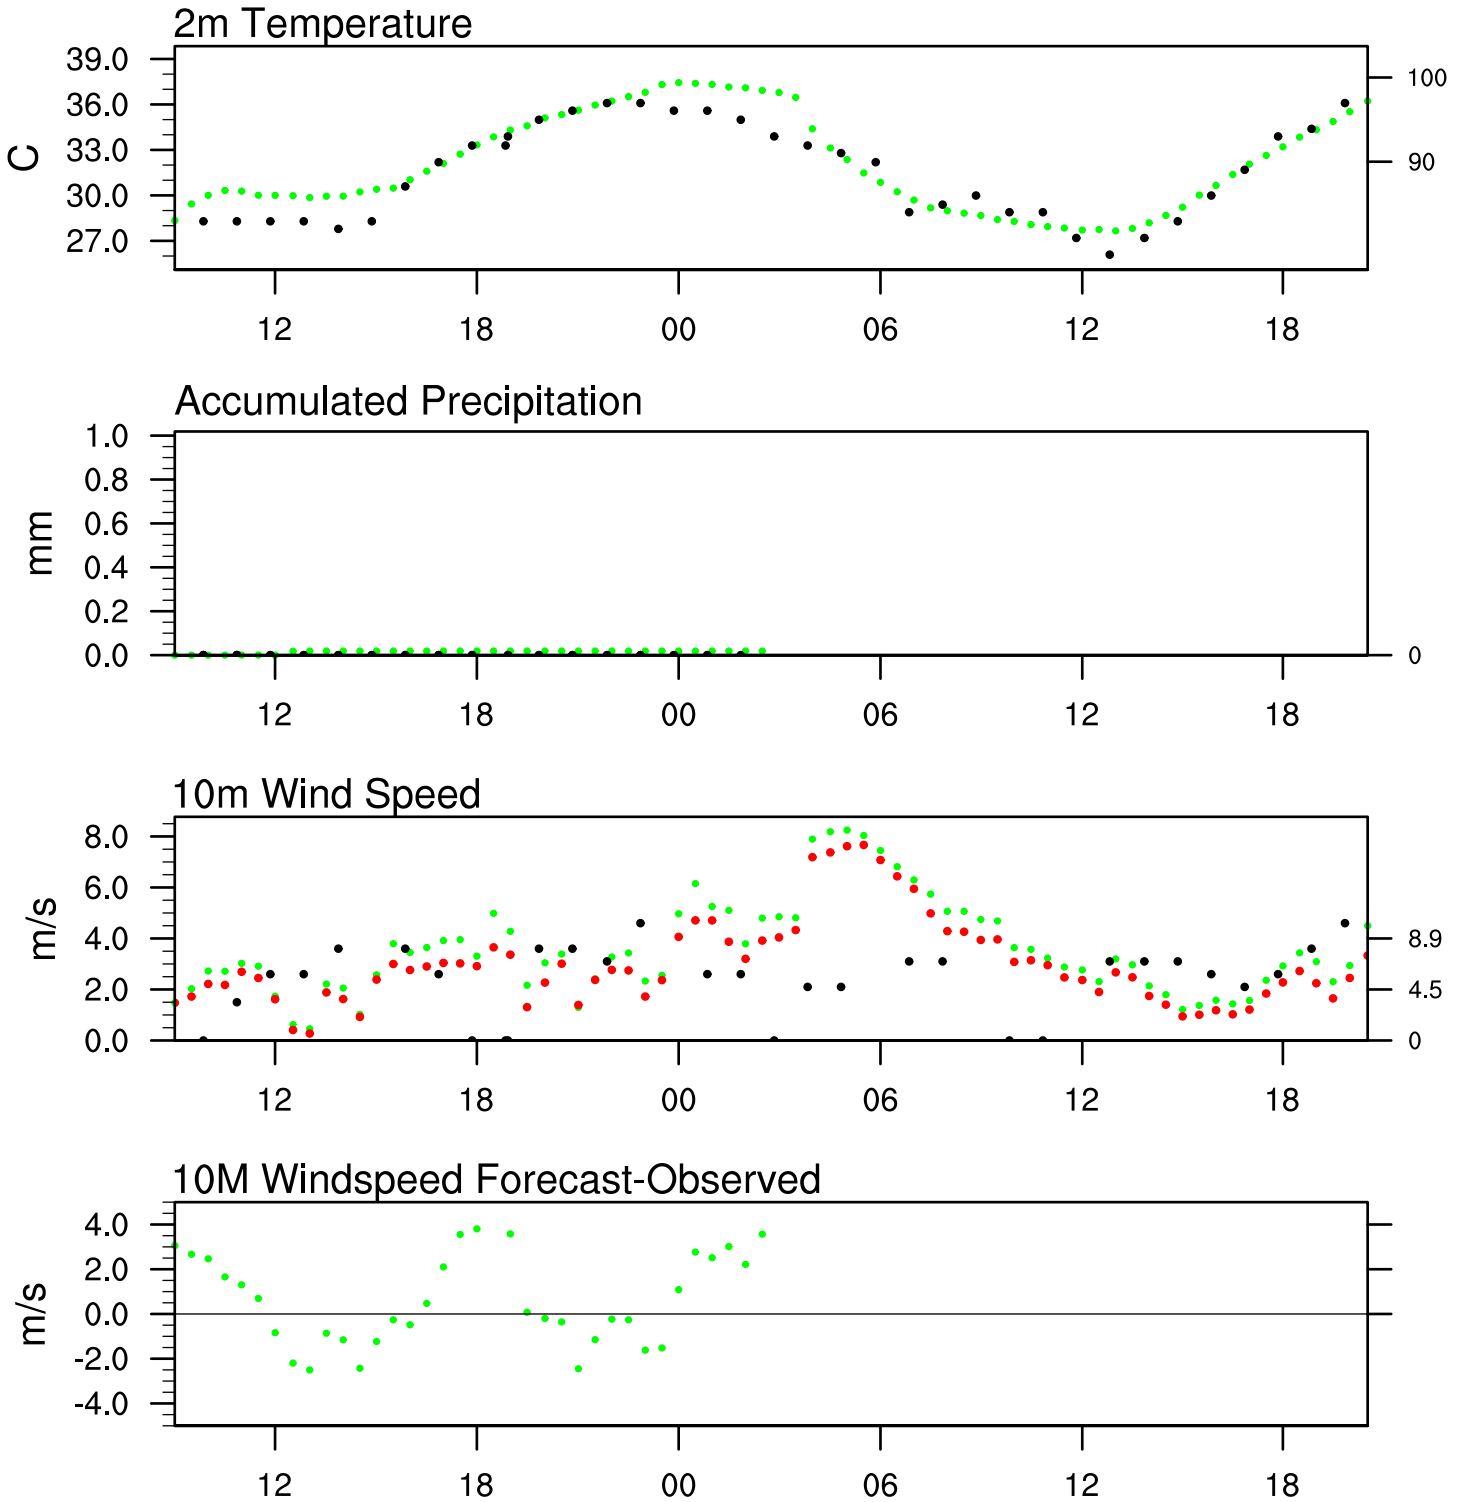 2m Temperature
39.0
36.0
33.0
30.0
27.0
C
100
90
12 18 00 06 12 18
Accumulated Precipitation
1.0
0.8
0.6
0.4
0.2
0.0
mm
0
12 18 00 06 12 18
10m Wind Speed
8.0
6.0
4.0
2.0
0.0
m/s
8.9
4.5
0
12 18 00 06 12 18
10M Windspeed Forecast-Observed
4.0
2.0
0.0
-2.0
-4.0
m/s
12 18 00 06 12 18